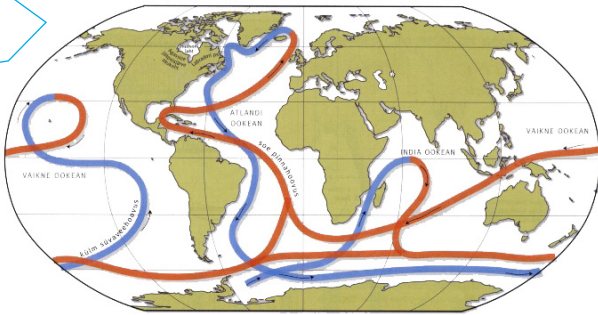 ATLANDI
OOKEAN
VAIKNE OOKEAN
INDIA OOKEAN
VAIKNE OOKEAN
soe pinnahoovus
külm süvaveehoovus